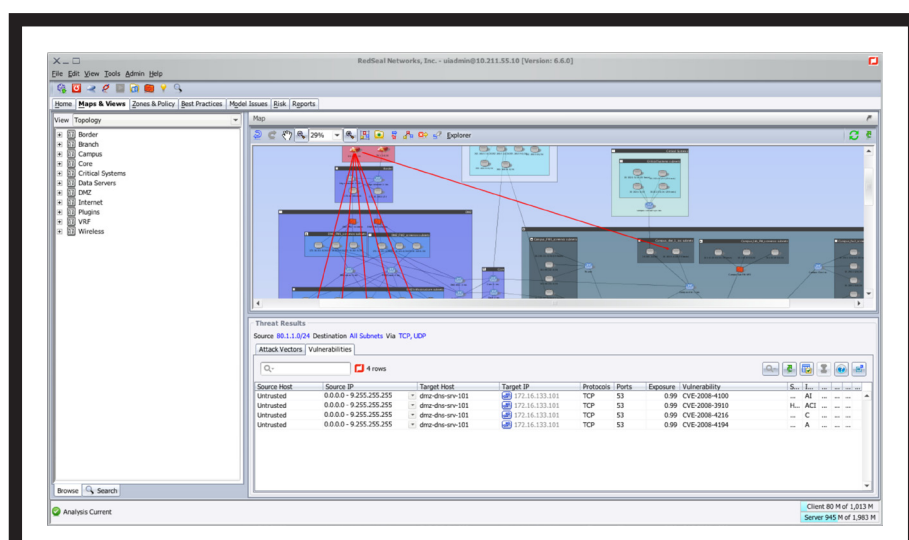 RedSeal Networks, Inc. - uiadmin@10.211.55.10 [Version: 6.6.0]
File Edit View Tools Admin Help
Home Maps & Views Zones & Policy Best Practices Model Issues Risk Reports
View Topology
Border
Branch
Campus
Core
Critical Systems
Data Servers
DMZ
Internet
Plugins
VRF
Wireless
Browse Search
Map
29% Explorer
Threat Results
Source 80.1.1.0/24 Destination All Subnets Via TCP, UDP
Attack Vectors Vulnerabilities
4 rows
Source Host Source IP Target Host Target IP Protocols Ports Exposure Vulnerability S... I... ... ... ... ...
Untrusted 0.0.0.0 - 9.255.255.255 dmz-dns-srv-101 172.16.133.101 TCP 53 0.99 CVE-2008-4100 ... AI ... ... ...
Untrusted 0.0.0.0 - 9.255.255.255 dmz-dns-srv-101 172.16.133.101 TCP 53 0.99 CVE-2008-3910 H... ACI ... ... ...
Untrusted 0.0.0.0 - 9.255.255.255 dmz-dns-srv-101 172.16.133.101 TCP 53 0.99 CVE-2008-4216 ... C ... ... ...
Untrusted 0.0.0.0 - 9.255.255.255 dmz-dns-srv-101 172.16.133.101 TCP 53 0.99 CVE-2008-4194 ... A ... ... ...
Analysis Current
Client 80 M of 1,013 M
Server 945 M of 1,983 M